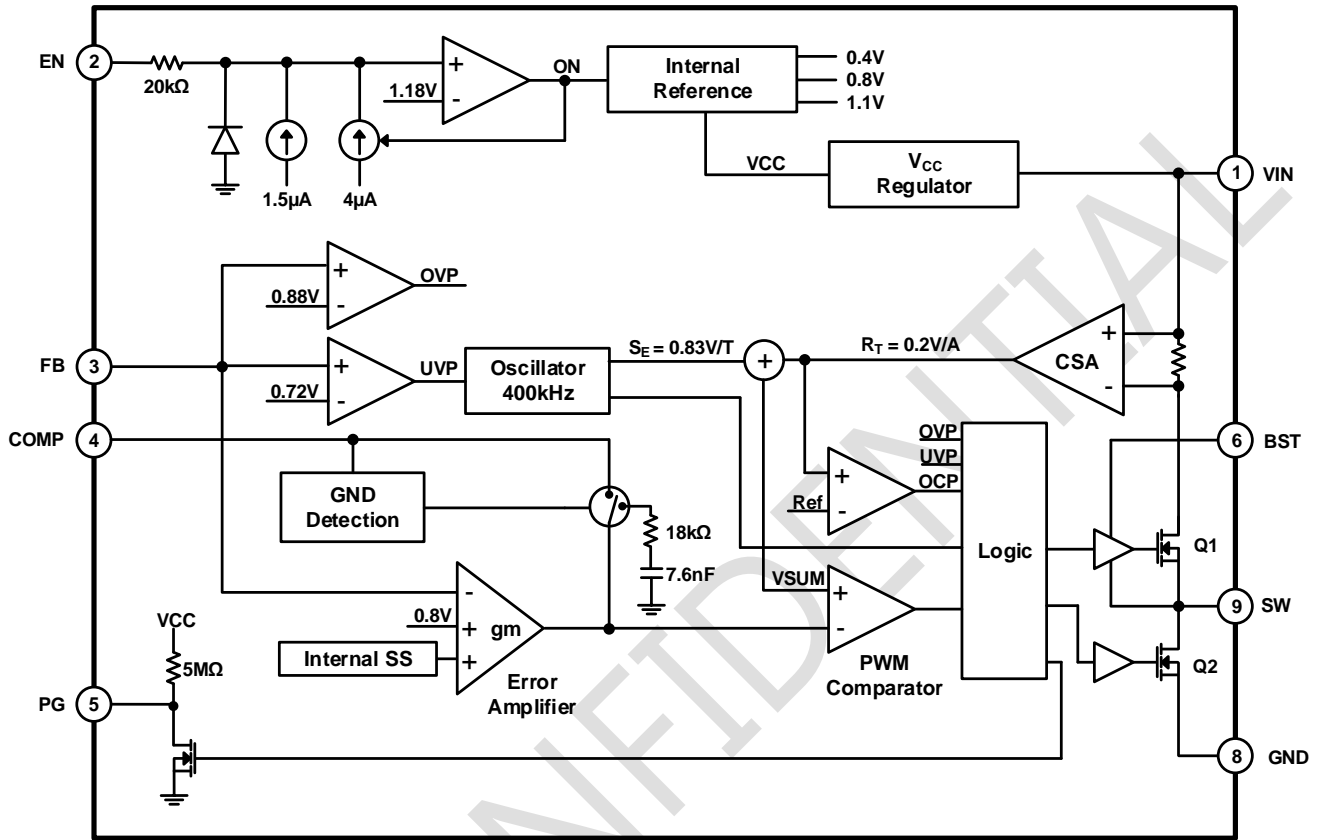 EN
2
20kΩ
1.18V
+
-
ON
Internal
Reference
0.4V
0.8V
1.1V
1.5µA
4µA
VCC
VCC
Regulator
1
VIN
+
-
0.88V
OVP
FB
3
+
-
0.72V
UVP
Oscillator
400kHz
SE = 0.83V/T
+
RT = 0.2V/A
CSA
+
-
COMP
4
GND
Detection
18kΩ
7.6nF
OVP
UVP
OCP
+
-
Ref
Logic
6
BST
Q1
9
SW
VSUM
+
-
PWM
Comparator
-
0.8V
+
gm
Internal SS
+
Error
Amplifier
Q2
VCC
5MΩ
PG
5
8
GND
NFIDENTIAL